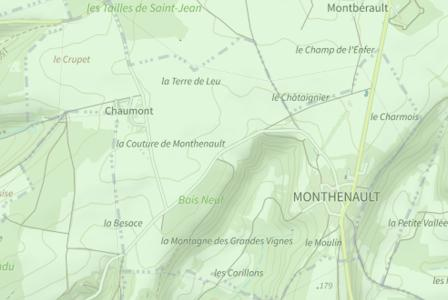 les Tailles de Saint-Jean
Montbérault
le Champ de l'Enfer
le Crupet
la Terre de Leu
le Châtaignier
Chaumont
le Charmois
la Couture de Monthenault
MONTHENAULT
Bois Neuf
la Besace
la Petite Vallée
la Montagne des Grandes Vignes
le Moulin
les Corillons
179
les